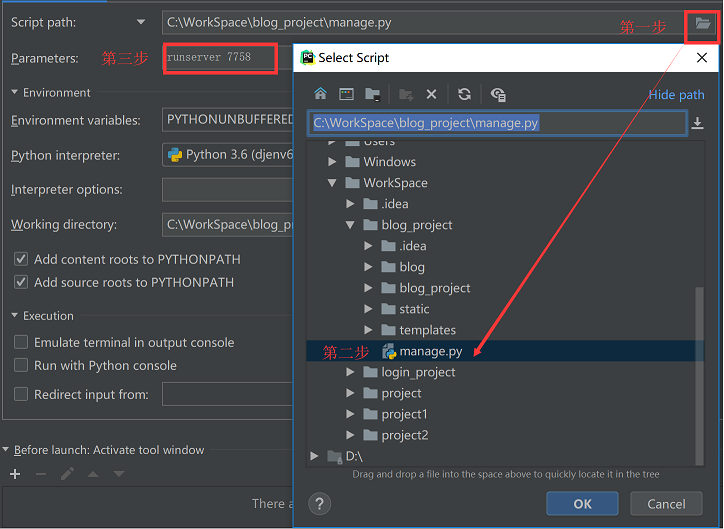 Script path:
C:\WorkSpace\blog_project\manage.py
第一步
Parameters:
第三步
runserver 7758
Environment
Environment variables:
PYTHONUNBUFFERED
Python interpreter:
Python 3.6 (djenv6
Interpreter options:
Working directory:
C:\WorkSpace\blog_p
Add content roots to PYTHONPATH
Add source roots to PYTHONPATH
Execution
Emulate terminal in output console
Run with Python console
Redirect input from:
Before launch: Activate tool window
There a
Select Script
Hide path
C:\WorkSpace\blog_project\manage.py
Users
Windows
WorkSpace
.idea
blog_project
.idea
blog
blog_project
static
templates
第二步
manage.py
login_project
project
project1
project2
D:\
Drag and drop a file into the space above to quickly locate it in the tree
?
OK
Cancel